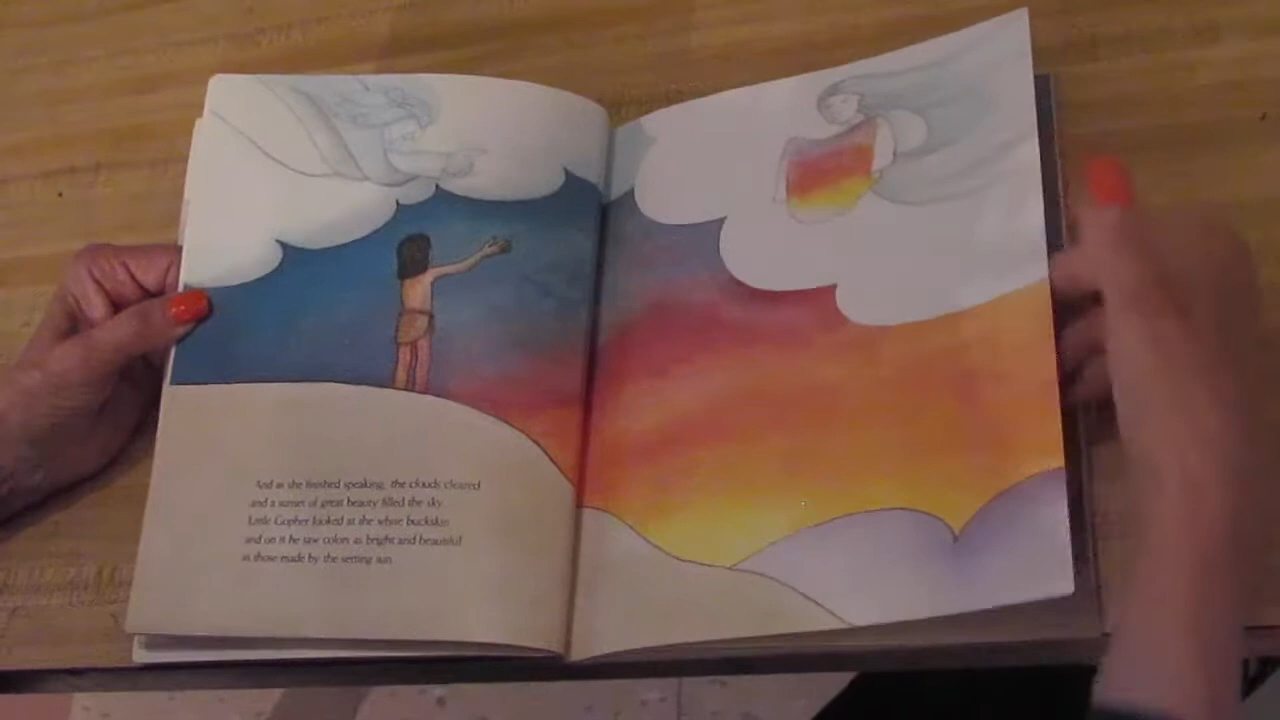 And as she finished speaking, the clouds cleared
and a sunset of great beauty filled the sky.
Little Gopher looked at the white buckskin
and on it he saw colors as bright and beautiful
as those made by the setting sun.